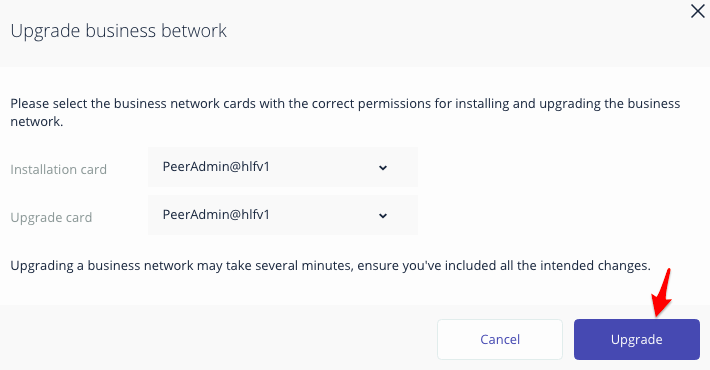 Upgrade business betwork
Please select the business network cards with the correct permissions for installing and upgrading the business
network.
Installation card
PeerAdmin@hlfv1
Upgrade card
PeerAdmin@hlfv1
Upgrading a business network may take several minutes, ensure you've included all the intended changes.
Cancel
Upgrade